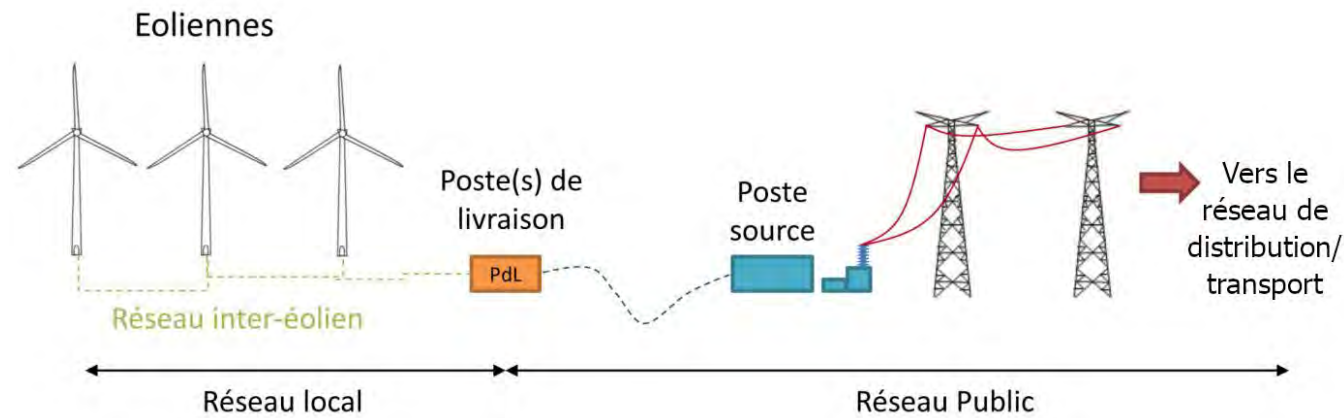 Eoliennes
Poste(s) de
livraison
PdL
Poste
source
Vers le
réseau de
distribution/
transport
Réseau inter-éolien
Réseau local
Réseau Public